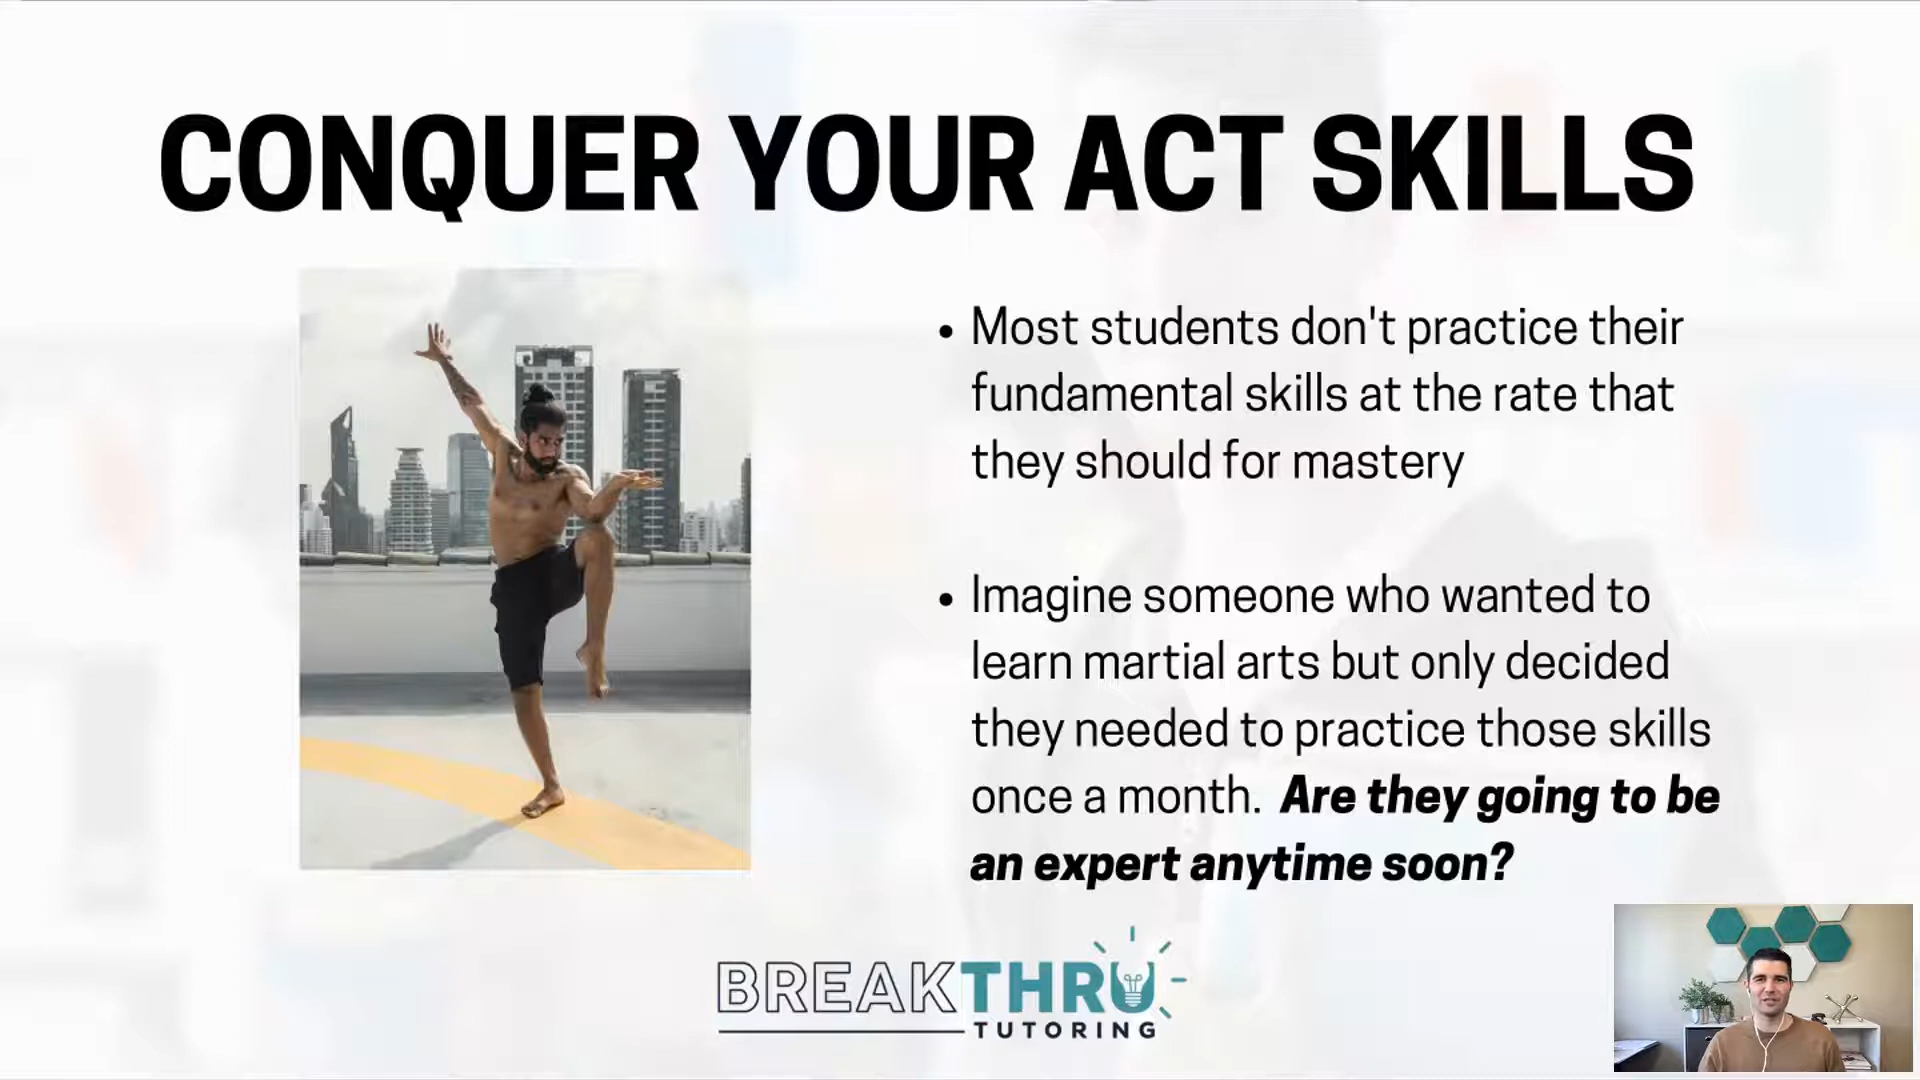 CONQUER YOUR ACT SKILLS
• Most students don't practice their
fundamental skills at the rate that
they should for mastery
• Imagine someone who wanted to
learn martial arts but only decided
they needed to practice those skills
once a month. Are they going to be
an expert anytime soon?
BREAKTHRU
TUTORING